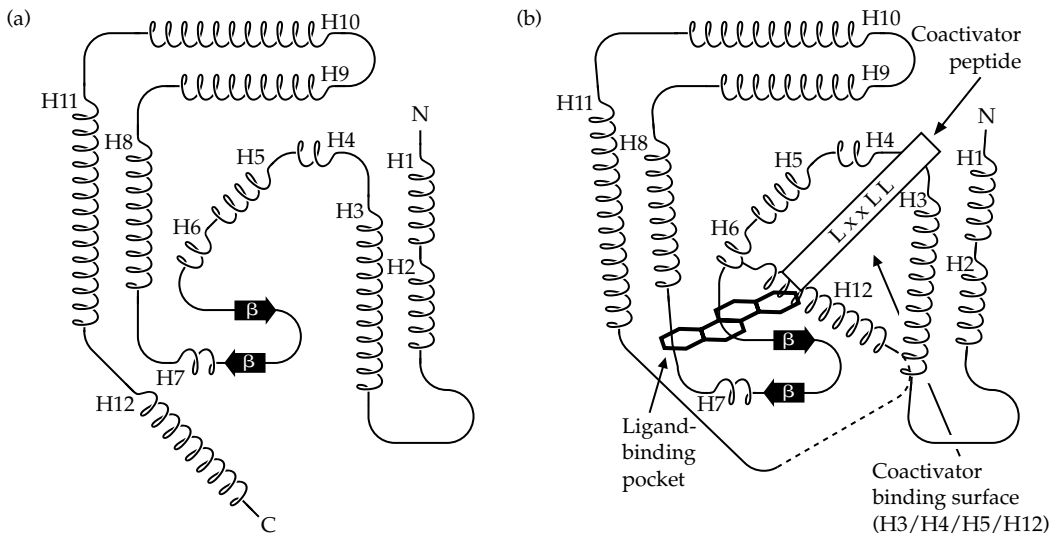 (a)
H10
H9
H11
H8
N
H5
H4
H1
H3
H6
H2
β
β
H7
H12
C
(b)
H10
Coactivator
peptide
H9
H11
N
H8
H4
H5
H1
H3
LxxLL
H6
H2
H12
β
β
H7
Ligand-
binding
pocket
Coactivator
binding surface
(H3/H4/H5/H12)